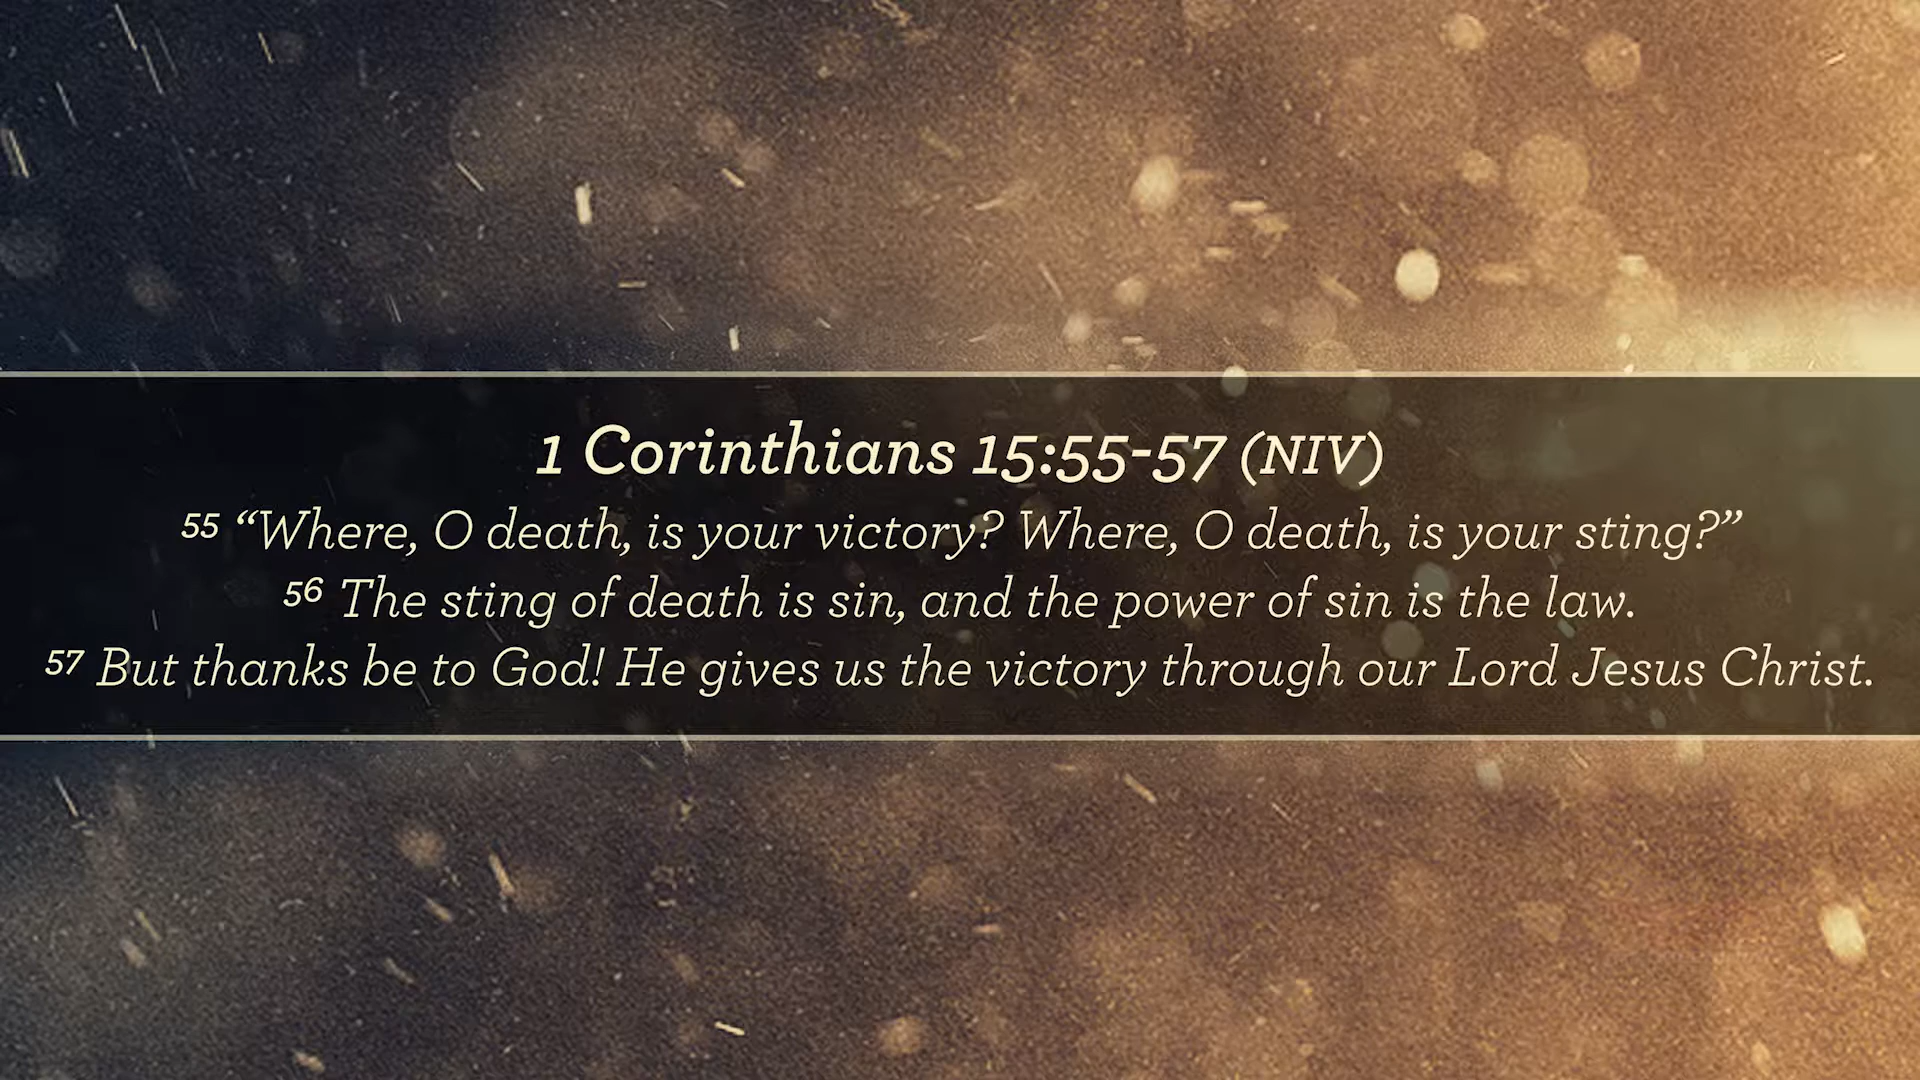 1 Corinthians 15:55-57 (NIV)
55 “Where, O death, is your victory? Where, O death, is your sting?”
56 The sting of death is sin, and the power of sin is the law.
57 But thanks be to God! He gives us the victory through our Lord Jesus Christ.